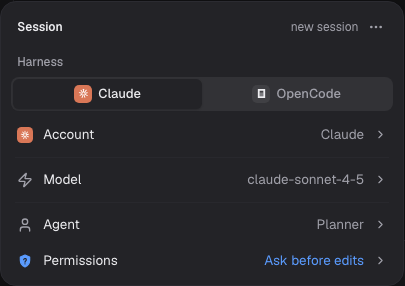 Session new session
Harness
Claude OpenCode
Account Claude
Model claude-sonnet-4-5
Agent Planner
Permissions Ask before edits